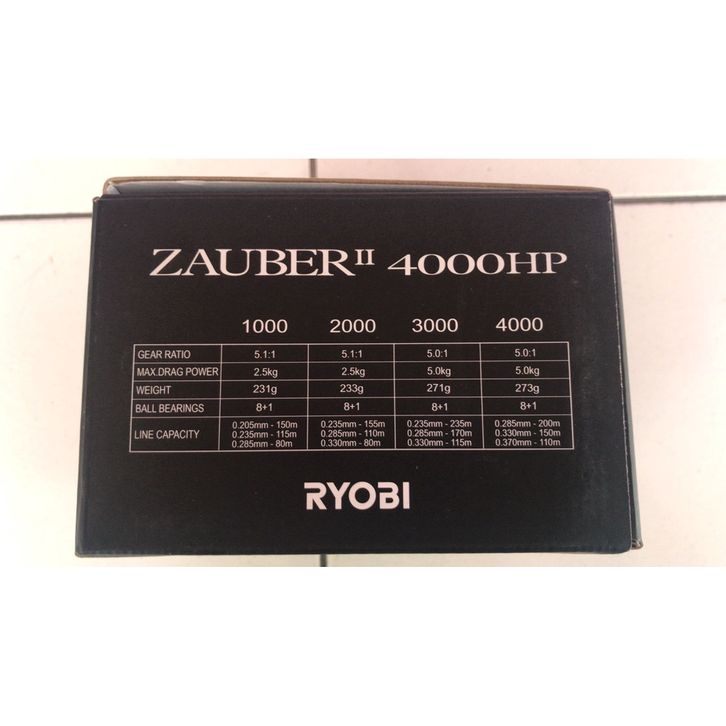 ZAUBER II 4000HP
1000 2000 3000 4000
GEAR RATIO 5.1:1 5.1:1 5.0:1 5.0:1
MAX.DRAG POWER 2.5kg 2.5kg 5.0kg 5.0kg
WEIGHT 231g 233g 271g 273g
BALL BEARINGS 8+1 8+1 8+1 8+1
LINE CAPACITY
0.205mm - 150m 0.235mm - 155m 0.235mm - 235m 0.285mm - 200m
0.235mm - 115m 0.285mm - 110m 0.285mm - 170m 0.330mm - 150m
0.285mm - 80m 0.330mm - 80m 0.330mm - 115m 0.370mm - 110m
RYOBI